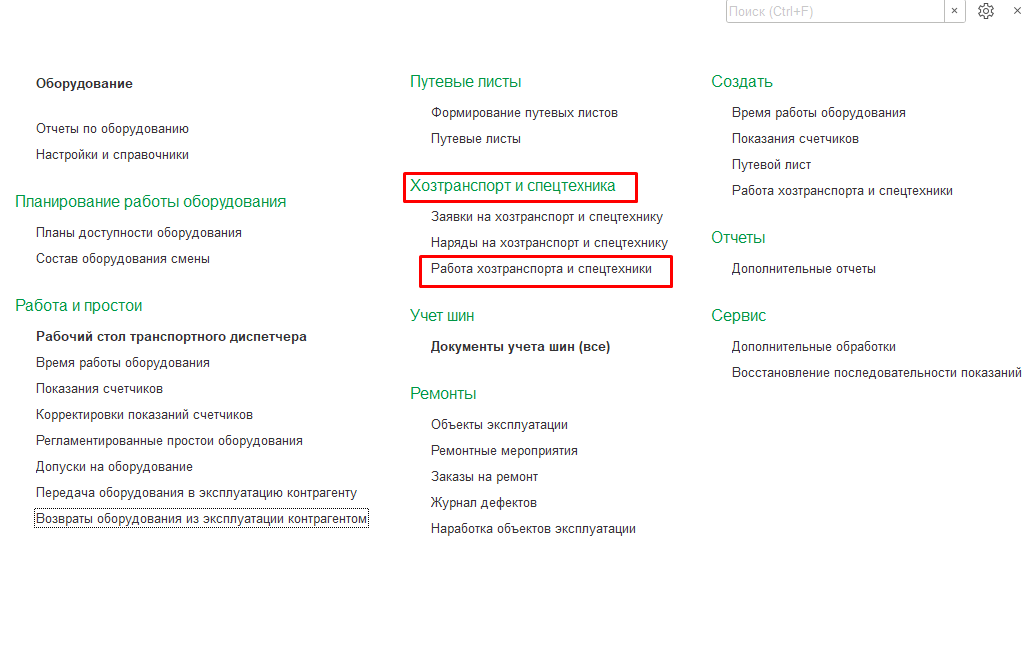 Поиск (Ctrl+F)
Оборудование
Отчеты по оборудованию
Настройки и справочники
Планирование работы оборудования
Планы доступности оборудования
Состав оборудования смены
Работа и простои
Рабочий стол транспортного диспетчера
Время работы оборудования
Показания счетчиков
Корректировки показаний счетчиков
Регламентированные простои оборудования
Допуски на оборудование
Передача оборудования в эксплуатацию контрагенту
Возвраты оборудования из эксплуатации контрагентом
Путевые листы
Формирование путевых листов
Путевые листы
Хозтранспорт и спецтехника
Заявки на хозтранспорт и спецтехнику
Наряды на хозтранспорт и спецтехнику
Работа хозтранспорта и спецтехники
Учет шин
Документы учета шин (все)
Ремонты
Объекты эксплуатации
Ремонтные мероприятия
Заказы на ремонт
Журнал дефектов
Наработка объектов эксплуатации
Создать
Время работы оборудования
Показания счетчиков
Путевой лист
Работа хозтранспорта и спецтехники
Отчеты
Дополнительные отчеты
Сервис
Дополнительные обработки
Восстановление последовательности показаний